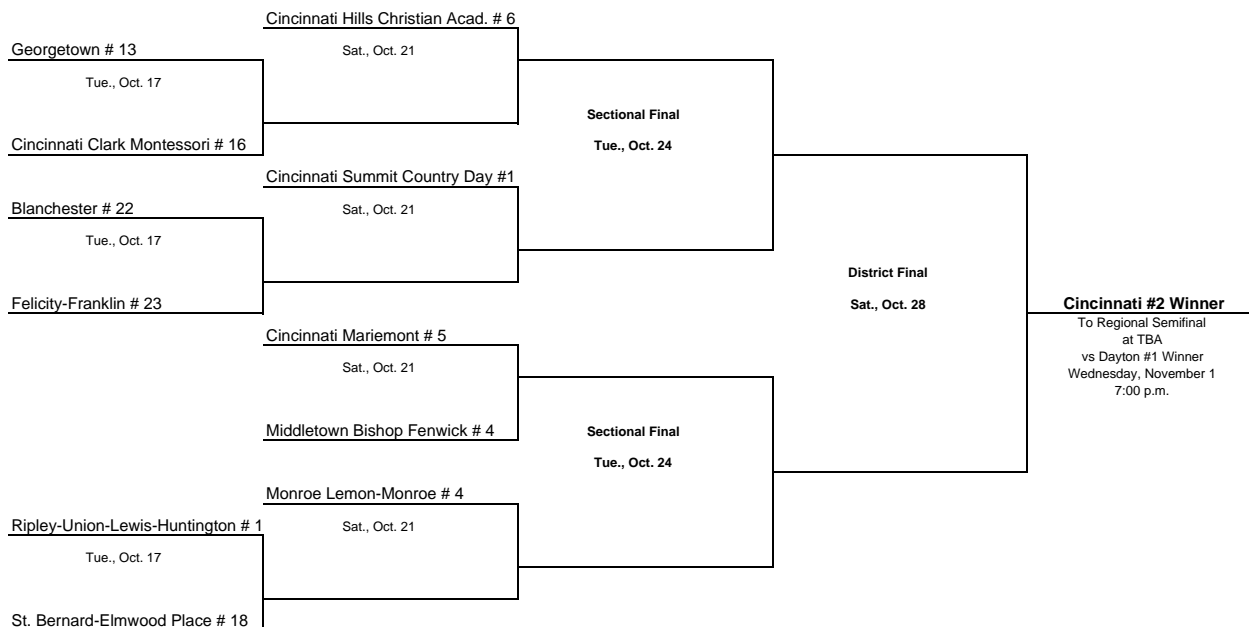 Cincinnati Hills Christian Acad. # 6
Georgetown # 13
Sat., Oct. 21
Tue., Oct. 17
Sectional Final
Cincinnati Clark Montessori # 16
Tue., Oct. 24
Cincinnati Summit Country Day #1
Blanchester # 22
Sat., Oct. 21
Tue., Oct. 17
District Final
Felicity-Franklin # 23
Sat., Oct. 28
Cincinnati #2 Winner
To Regional Semifinal
at TBA
vs Dayton #1 Winner
Wednesday, November 1
7:00 p.m.
Cincinnati Mariemont # 5
Sat., Oct. 21
Middletown Bishop Fenwick # 4
Sectional Final
Tue., Oct. 24
Monroe Lemon-Monroe # 4
Ripley-Union-Lewis-Huntington # 1
Sat., Oct. 21
Tue., Oct. 17
St. Bernard-Elmwood Place # 18